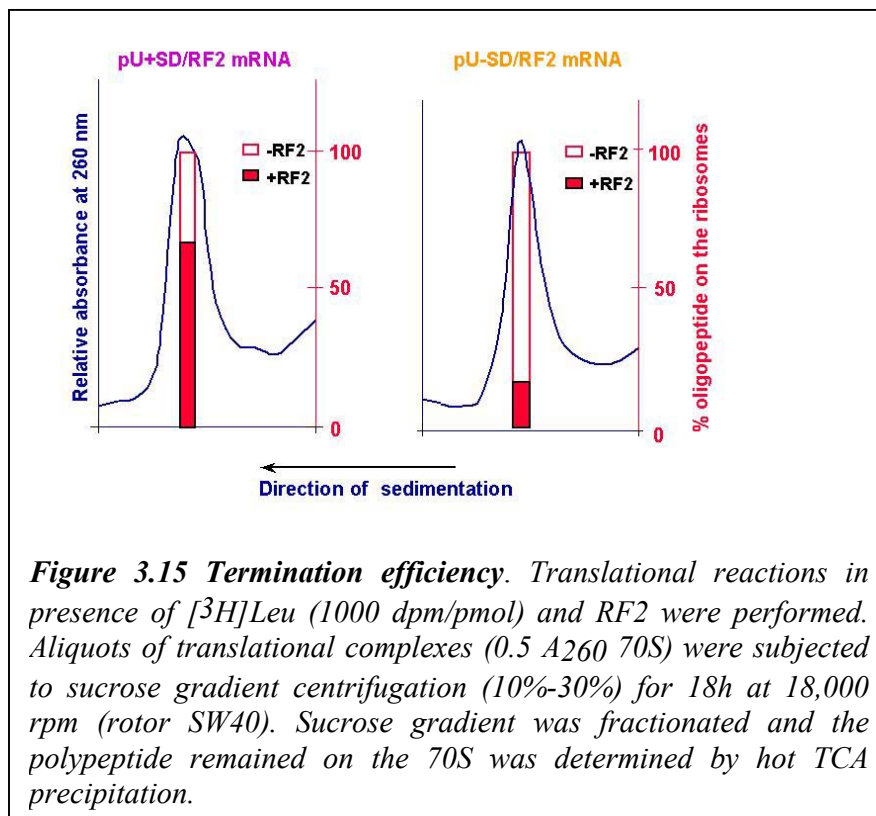 pU+SD/RF2 mRNA
pU-SD/RF2 mRNA
Relative absorbance at 260 nm
-RF2
+RF2
100
50
0
-RF2
+RF2
100
50
0
% oligopeptide on the ribosomes
Direction of sedimentation
Figure 3.15 Termination efficiency. Translational reactions in
presence of [3H]Leu (1000 dpm/pmol) and RF2 were performed.
Aliquots of translational complexes (0.5 A260 70S) were subjected
to sucrose gradient centrifugation (10%-30%) for 18h at 18,000
rpm (rotor SW40). Sucrose gradient was fractionated and the
polypeptide remained on the 70S was determined by hot TCA
precipitation.